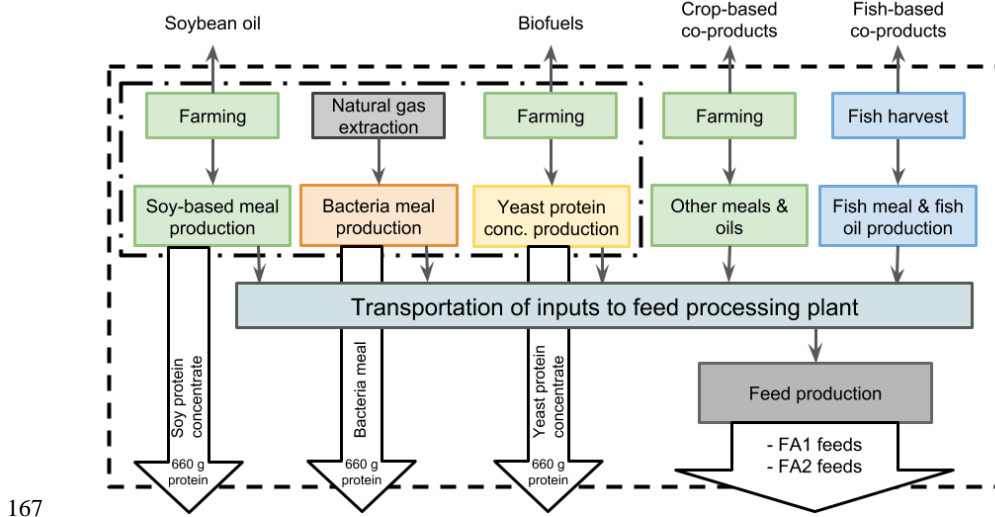 Soybean oil
Biofuels
Crop-based
co-products
Fish-based
co-products
Farming
Natural gas
extraction
Farming
Farming
Fish harvest
Soy-based meal
production
Bacteria meal
production
Yeast protein
conc. production
Other meals &
oils
Fish meal & fish
oil production
Transportation of inputs to feed processing plant
Soy protein
concentrate
Bacteria meal
Yeast protein
concentrate
Feed production
- FA1 feeds
- FA2 feeds
660 g
protein
660 g
protein
660 g
protein
167